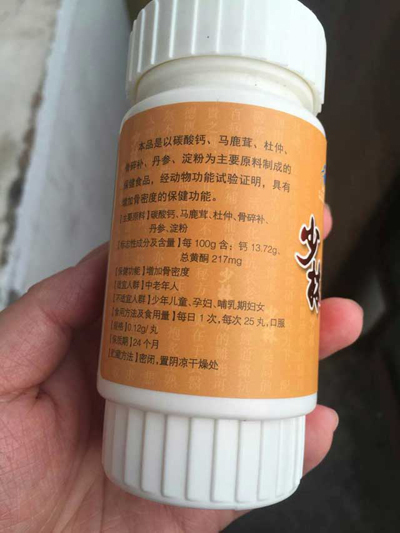 本品是以碳酸钙、马鹿茸、杜仲、
骨碎补、丹参、淀粉为主要原料制成的
保健食品，经动物功能试验证明，具有
增加骨密度的保健功能。
【主要原料】碳酸钙、马鹿茸、杜仲、骨碎补、
丹参、淀粉
【标志性成分及含量】每 100g 含：钙 13.72g、
总黄酮 217mg
【保健功能】增加骨密度
【适宜人群】中老年人
【不适宜人群】少年儿童、孕妇、哺乳期妇女
【食用方法及食用量】每日 1 次，每次 25 丸，口服
【规格】0.12g/ 丸
【保质期】24 个月
【贮藏方法】密闭，置阴凉干燥处
少林